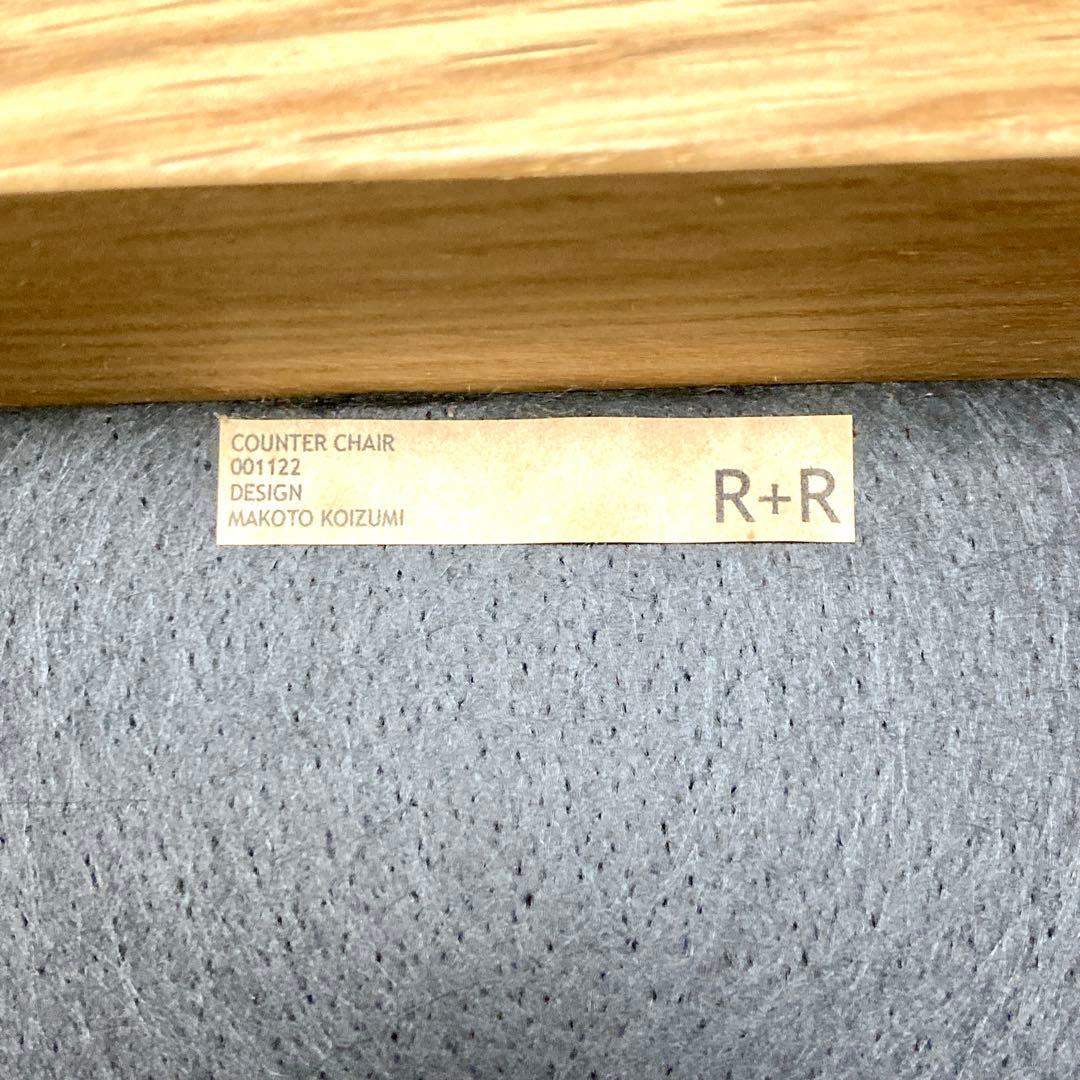 COUNTER CHAIR
001122
DESIGN
MAKOTO KOIZUMI
R+R